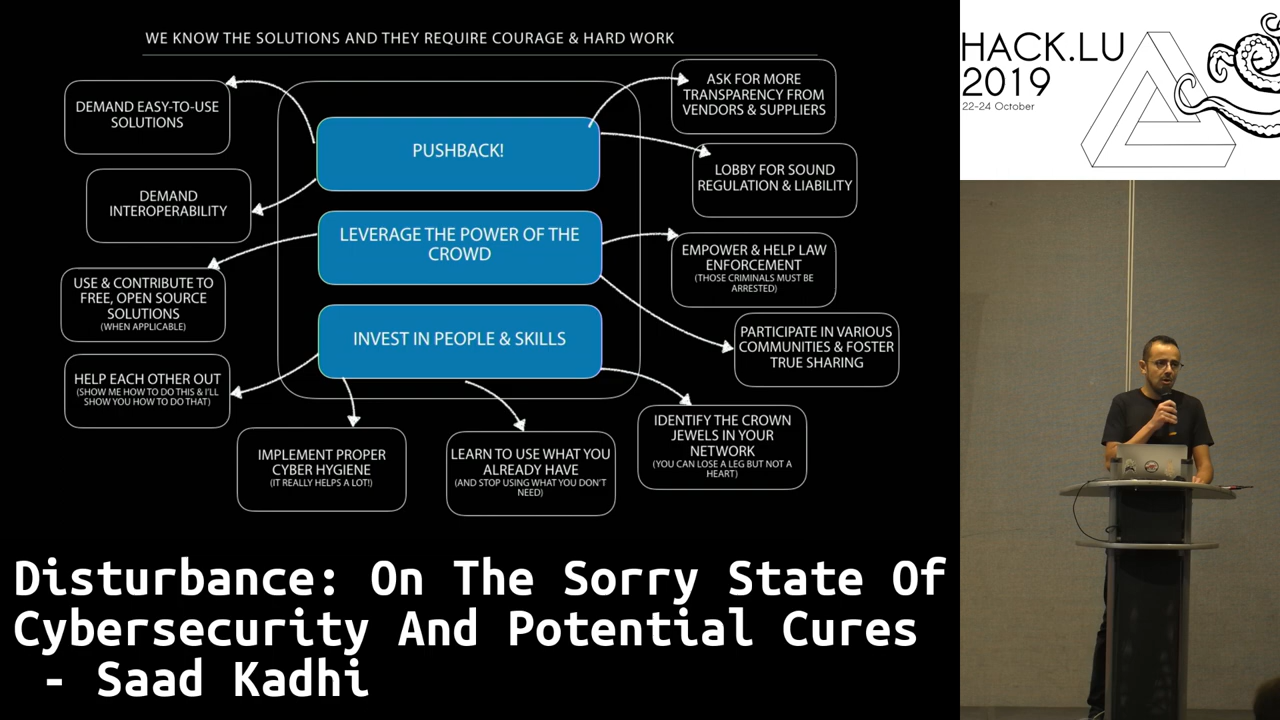 WE KNOW THE SOLUTIONS AND THEY REQUIRE COURAGE & HARD WORK
DEMAND EASY-TO-USE
SOLUTIONS
DEMAND
INTEROPERABILITY
USE & CONTRIBUTE TO
FREE, OPEN SOURCE
SOLUTIONS
(WHEN APPLICABLE)
HELP EACH OTHER OUT
(SHOW ME HOW TO DO THIS & I'LL
SHOW YOU HOW TO DO THAT)
PUSHBACK!
LEVERAGE THE POWER OF THE
CROWD
INVEST IN PEOPLE & SKILLS
ASK FOR MORE
TRANSPARENCY FROM
VENDORS & SUPPLIERS
LOBBY FOR SOUND
REGULATION & LIABILITY
EMPOWER & HELP LAW
ENFORCEMENT
(THOSE CRIMINALS MUST BE
ARRESTED)
PARTICIPATE IN VARIOUS
COMMUNITIES & FOSTER
TRUE SHARING
IMPLEMENT PROPER
CYBER HYGIENE
(IT REALLY HELPS A LOT!)
LEARN TO USE WHAT YOU
ALREADY HAVE
(AND STOP USING WHAT YOU DON'T
NEED)
IDENTIFY THE CROWN
JEWELS IN YOUR
NETWORK
(YOU CAN LOSE A LEG BUT NOT A
HEART)
HACK.LU
2019
22-24 October
Disturbance: On The Sorry State Of
Cybersecurity And Potential Cures
- Saad Kadhi